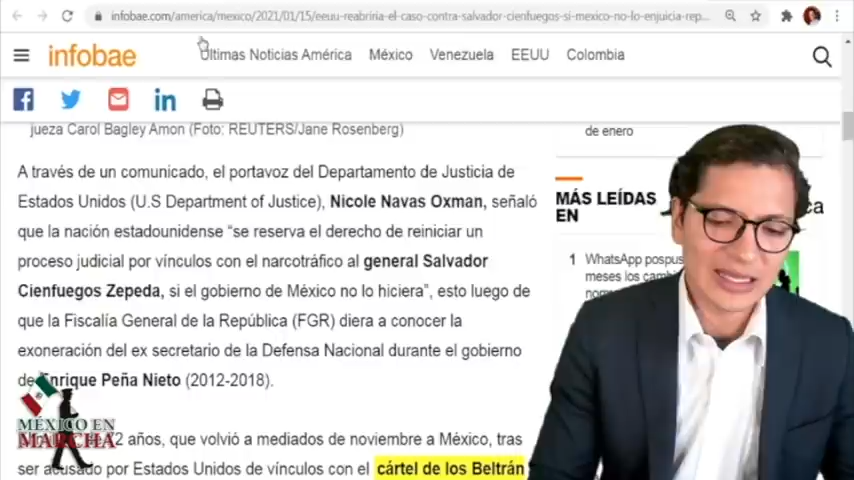 infobae.com/america/mexico/2021/01/15/eeuu-reabriria-el-caso-contra-salvador-cienfuegos-si-mexico-no-lo-enjuicia-rep...
infobae
Últimas Noticias América México Venezuela EEUU Colombia
jueza Carol Bagley Amon (Foto: REUTERS/Jane Rosenberg)
A través de un comunicado, el portavoz del Departamento de Justicia de
Estados Unidos (U.S Department of Justice), Nicole Navas Oxman, señaló
que la nación estadounidense “se reserva el derecho de reiniciar un
proceso judicial por vínculos con el narcotráfico al general Salvador
Cienfuegos Zepeda, si el gobierno de México no lo hiciera”, esto luego de
que la Fiscalía General de la República (FGR) diera a conocer la
exoneración del ex secretario de la Defensa Nacional durante el gobierno
de Enrique Peña Nieto (2012-2018).
2 años, que volvió a mediados de noviembre a México, tras
ser acusado por Estados Unidos de vínculos con el cártel de los Beltrán
MÉXICO EN
MARCHA
de enero
MÁS LEÍDAS
EN
ca
1 WhatsApp pospus
meses los camb